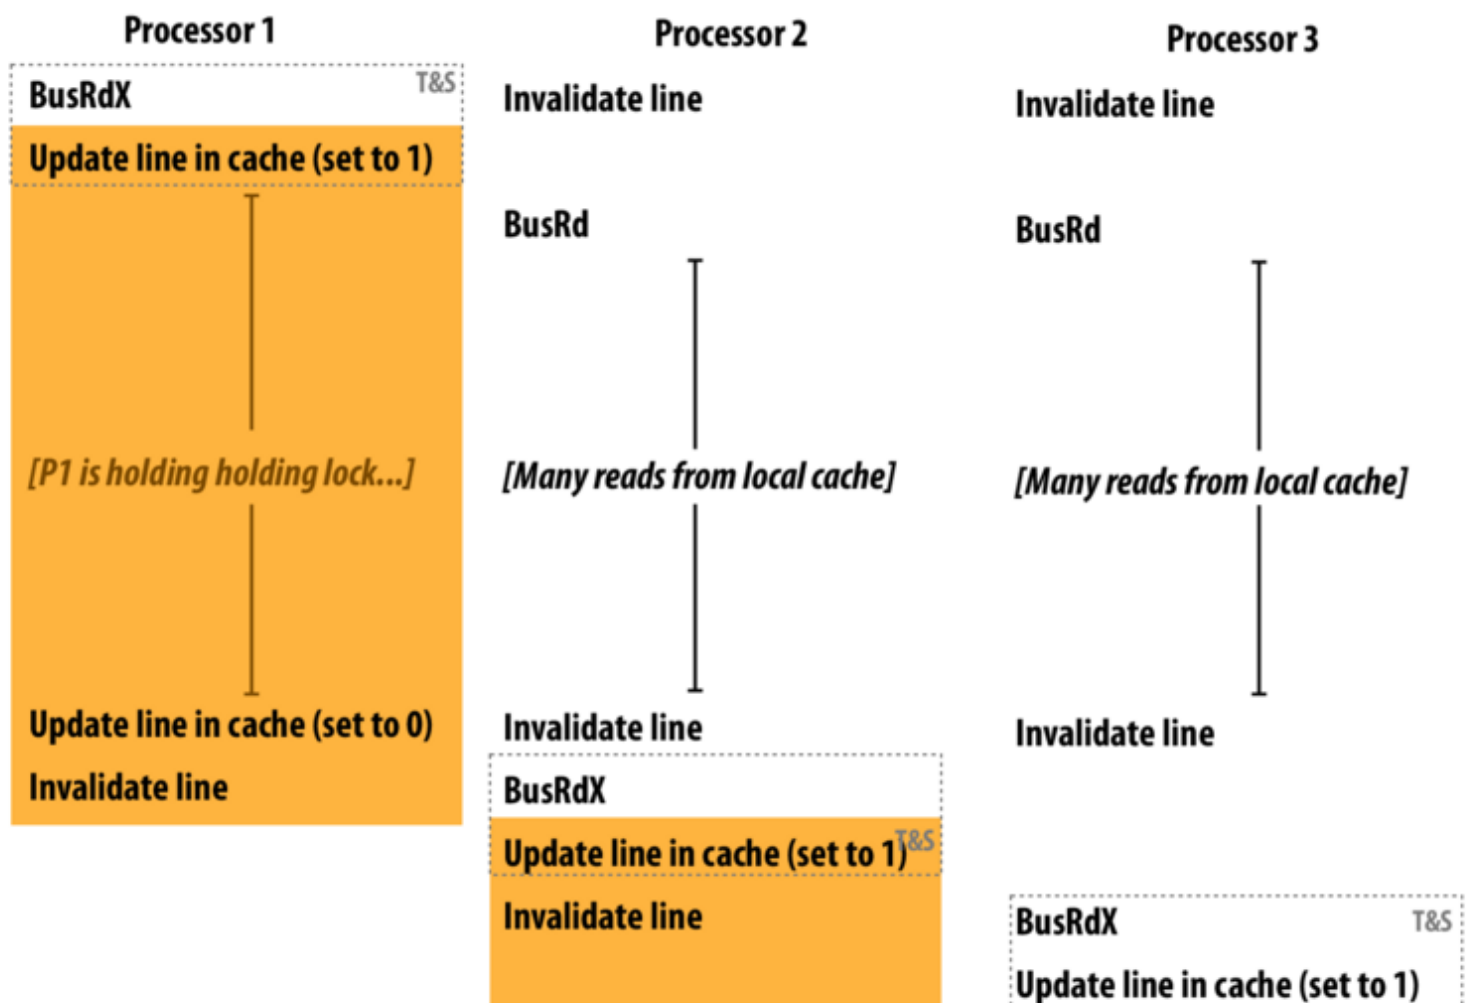 Processor 1
BusRdX
T&S
Update line in cache (set to 1)
[P1 is holding holding lock...]
Update line in cache (set to 0)
Invalidate line
Processor 2
Invalidate line
BusRd
[Many reads from local cache]
Invalidate line
BusRdX
Update line in cache (set to 1)
T&S
Invalidate line
Processor 3
Invalidate line
BusRd
[Many reads from local cache]
Invalidate line
BusRdX
T&S
Update line in cache (set to 1)